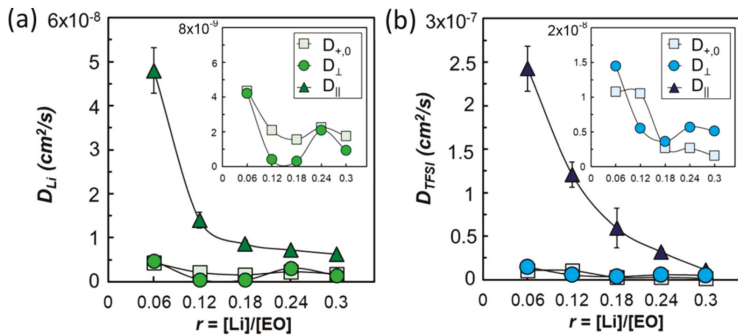 (a)
6x10⁻⁸
5
4
3
2
1
0
D_Li (cm²/s)
0
0.06
0.12
0.18
0.24
0.3
r = [Li]/[EO]
8x10⁻⁹
6
4
2
0
0
0.06
0.12
0.18
0.24
0.3
D₊,₀
D⊥
D||
(b)
3x10⁻⁷
2.5
2
1.5
1
0.5
0
D_TFSI (cm²/s)
0
0.06
0.12
0.18
0.24
0.3
r = [Li]/[EO]
2x10⁻⁸
1.5
1
0.5
0
0
0.06
0.12
0.18
0.24
0.3
D₊,₀
D⊥
D||